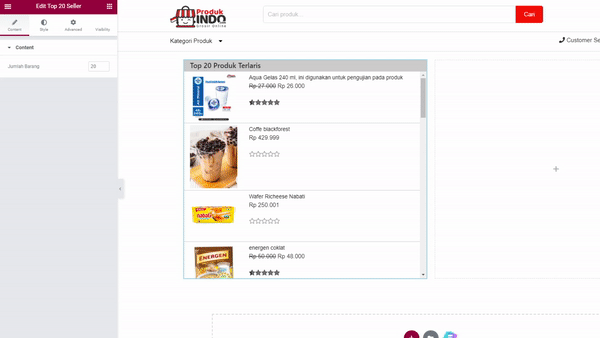 Edit Top 20 Seller
Content
Style
Advanced
Visibility
Content
Jumlah Barang
20
Produk
INDO
Cari produk ...
Cari
Kategori Produk
Customer Se
Top 20 Produk Terlaris
Aqua Gelas 240 ml, ini digunakan untuk pengujian pada produk
Rp 27.000 Rp 26.000
Coffe blackforest
Rp 429.999
Wafer Richeese Nabati
Rp 250.001
nabati
energen coklat
Rp 50.000 Rp 48.000
ENERGEN